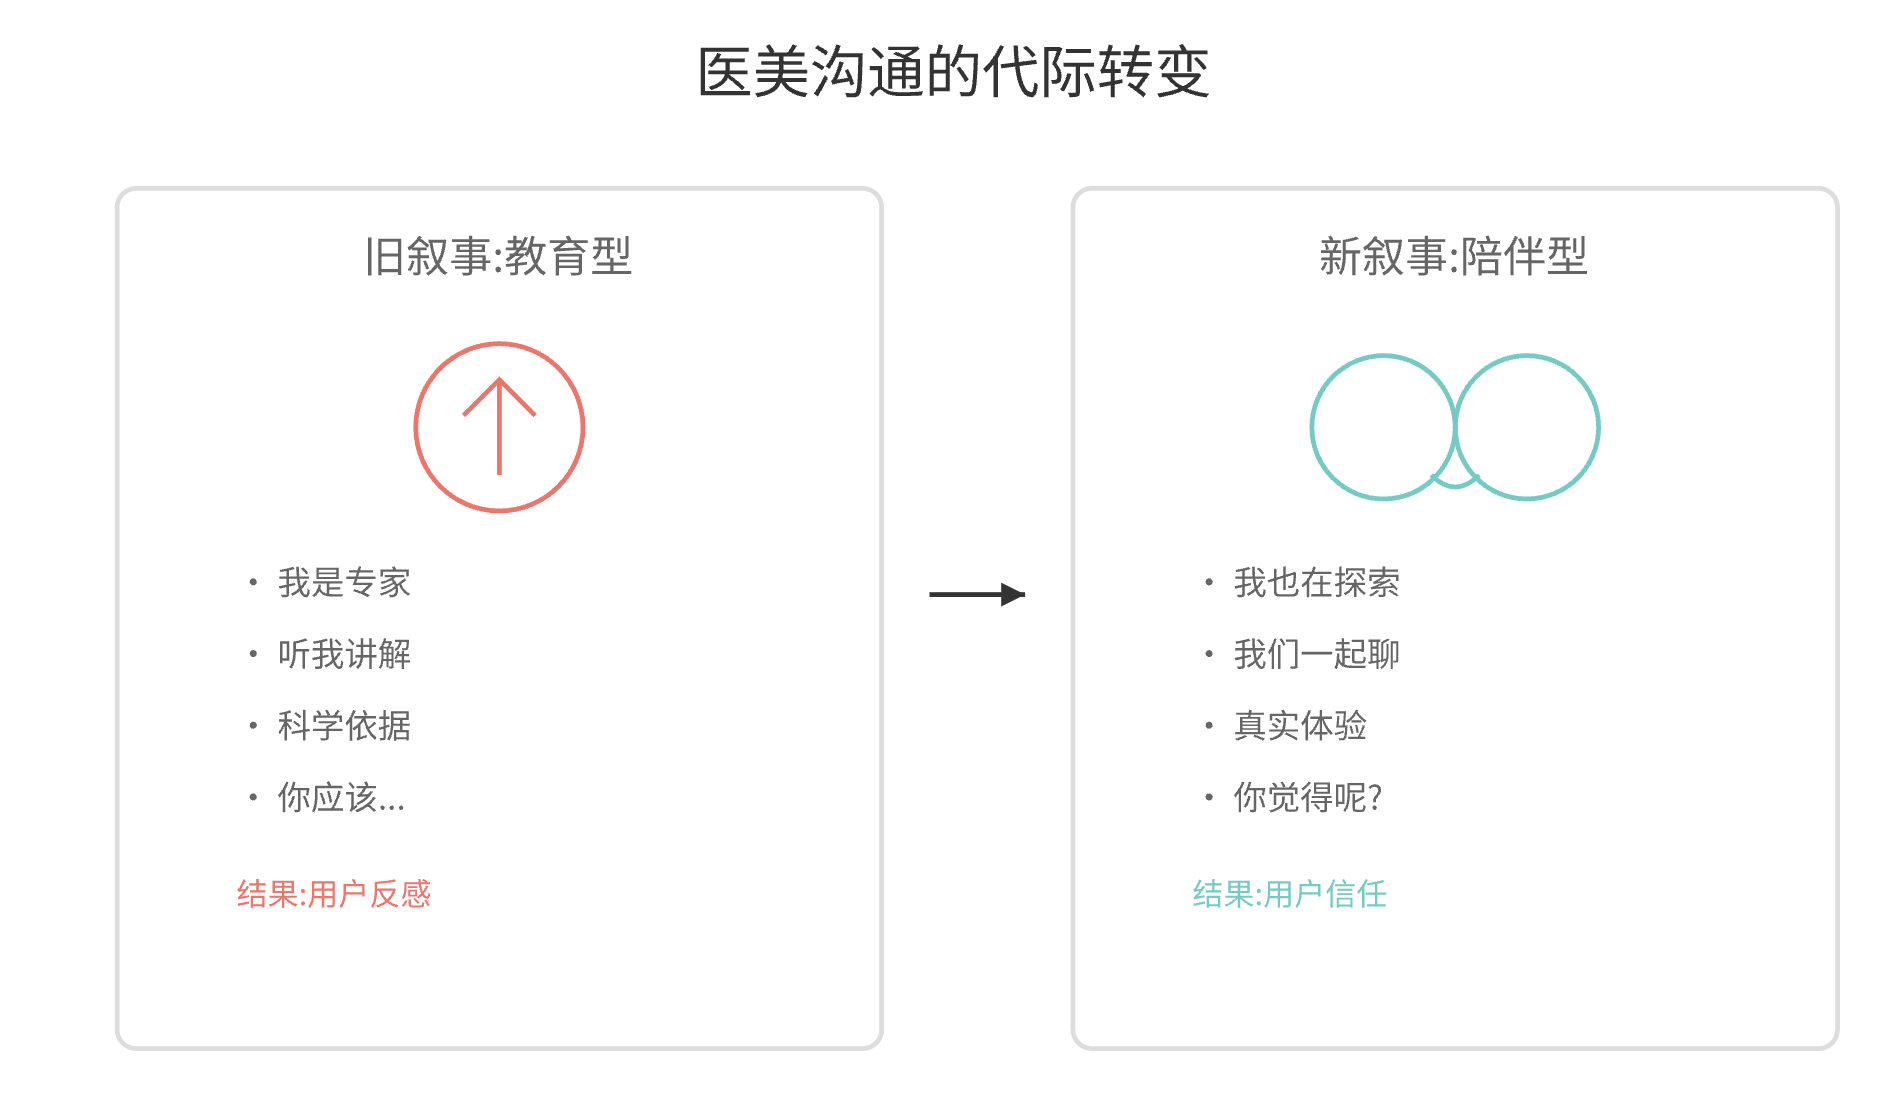 医美沟通的代际转变
旧叙事:教育型
• 我是专家
• 听我讲解
• 科学依据
• 你应该...
结果:用户反感
新叙事:陪伴型
• 我也在探索
• 我们一起聊
• 真实体验
• 你觉得呢?
结果:用户信任